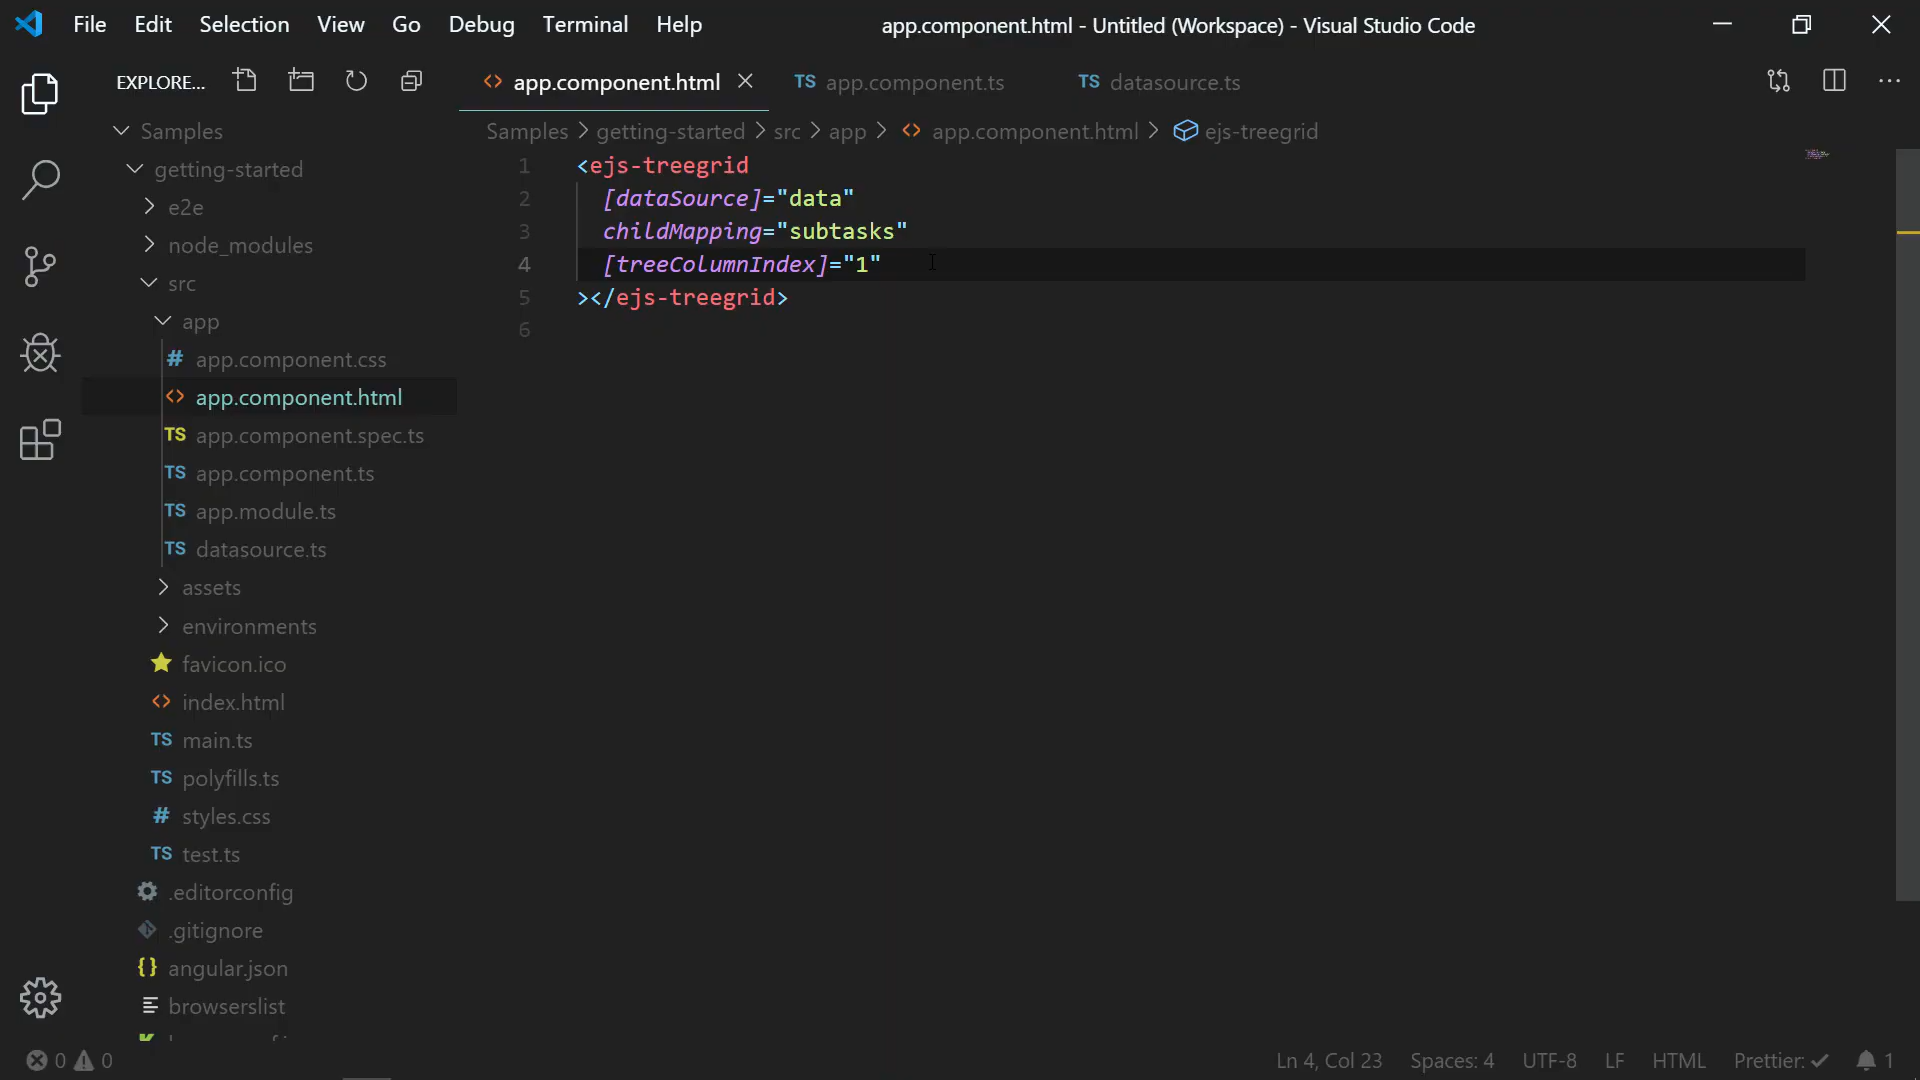 File Edit Selection View Go Debug Terminal Help
app.component.html - Untitled (Workspace) - Visual Studio Code
EXPLORE...
app.component.html
TS app.component.ts
TS datasource.ts
Samples > getting-started > src > app > <> app.component.html > ejs-treegrid
Samples
getting-started
e2e
node_modules
src
app
# app.component.css
<> app.component.html
TS app.component.spec.ts
TS app.component.ts
TS app.module.ts
TS datasource.ts
assets
environments
favicon.ico
<> index.html
TS main.ts
TS polyfills.ts
# styles.css
TS test.ts
.editorconfig
.gitignore
{} angular.json
browserslist
1 <ejs-treegrid
2 [dataSource]="data"
3 childMapping="subtasks"
4 [treeColumnIndex]="1"
5 ></ejs-treegrid>
6
0 0
Ln 4, Col 23 Spaces: 4 UTF-8 LF HTML Prettier: ✓ 1